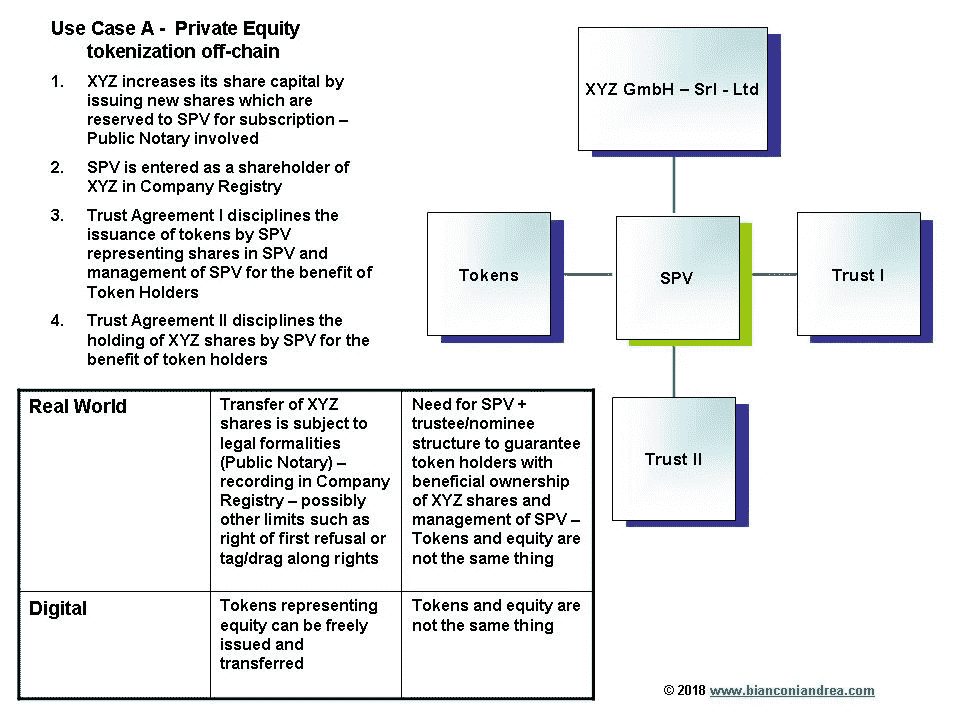 Use Case A - Private Equity
tokenization off-chain
1. XYZ increases its share capital by
issuing new shares which are
reserved to SPV for subscription –
Public Notary involved
2. SPV is entered as a shareholder of
XYZ in Company Registry
3. Trust Agreement I disciplines the
issuance of tokens by SPV
representing shares in SPV and
management of SPV for the benefit of
Token Holders
4. Trust Agreement II disciplines the
holding of XYZ shares by SPV for the
benefit of token holders
XYZ GmbH – Srl - Ltd
Tokens
SPV
Trust I
Trust II
Real World
Transfer of XYZ
shares is subject to
legal formalities
(Public Notary) –
recording in Company
Registry – possibly
other limits such as
right of first refusal or
tag/drag along rights
Need for SPV +
trustee/nominee
structure to guarantee
token holders with
beneficial ownership
of XYZ shares and
management of SPV –
Tokens and equity are
not the same thing
Digital
Tokens representing
equity can be freely
issued and
transferred
Tokens and equity are
not the same thing
© 2018 www.bianconiandrea.com